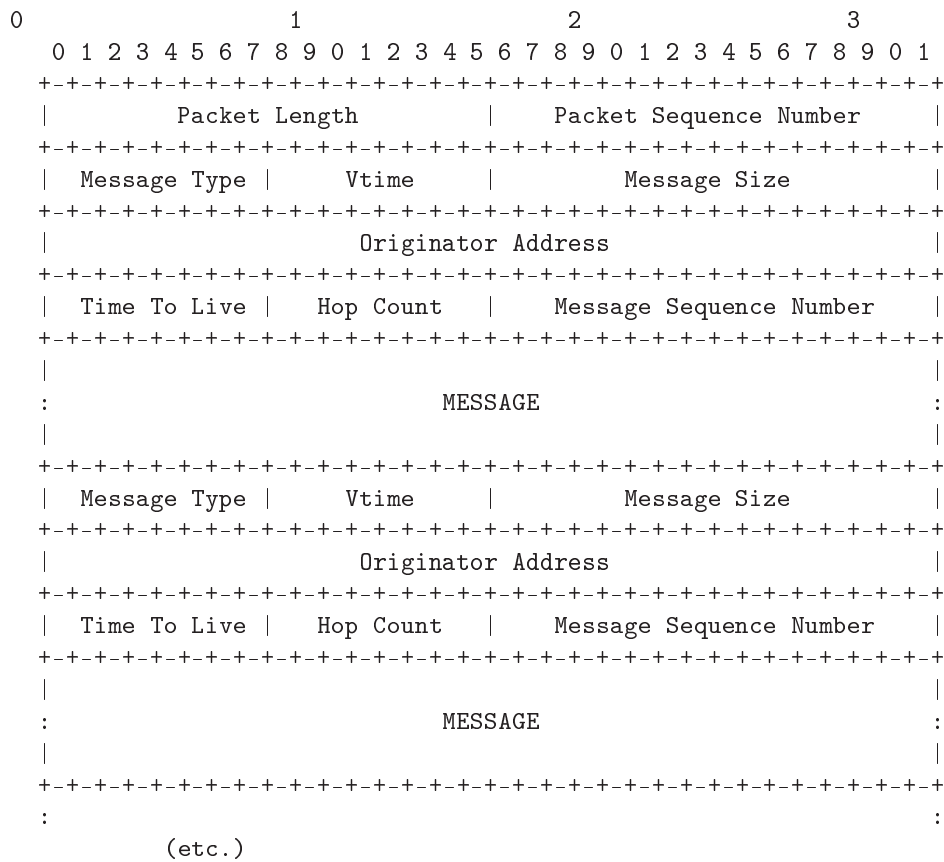 0                   1                   2                   3
   0 1 2 3 4 5 6 7 8 9 0 1 2 3 4 5 6 7 8 9 0 1 2 3 4 5 6 7 8 9 0 1
  +-+-+-+-+-+-+-+-+-+-+-+-+-+-+-+-+-+-+-+-+-+-+-+-+-+-+-+-+-+-+-+-+
  |         Packet Length         |    Packet Sequence Number     |
  +-+-+-+-+-+-+-+-+-+-+-+-+-+-+-+-+-+-+-+-+-+-+-+-+-+-+-+-+-+-+-+-+
  |  Message Type |     Vtime     |         Message Size          |
  +-+-+-+-+-+-+-+-+-+-+-+-+-+-+-+-+-+-+-+-+-+-+-+-+-+-+-+-+-+-+-+-+
  |                      Originator Address                       |
  +-+-+-+-+-+-+-+-+-+-+-+-+-+-+-+-+-+-+-+-+-+-+-+-+-+-+-+-+-+-+-+-+
  |  Time To Live |   Hop Count   |    Message Sequence Number    |
  +-+-+-+-+-+-+-+-+-+-+-+-+-+-+-+-+-+-+-+-+-+-+-+-+-+-+-+-+-+-+-+-+
  |                                                               |
  :                            MESSAGE                            :
  |                                                               |
  +-+-+-+-+-+-+-+-+-+-+-+-+-+-+-+-+-+-+-+-+-+-+-+-+-+-+-+-+-+-+-+-+
  |  Message Type |     Vtime     |         Message Size          |
  +-+-+-+-+-+-+-+-+-+-+-+-+-+-+-+-+-+-+-+-+-+-+-+-+-+-+-+-+-+-+-+-+
  |                      Originator Address                       |
  +-+-+-+-+-+-+-+-+-+-+-+-+-+-+-+-+-+-+-+-+-+-+-+-+-+-+-+-+-+-+-+-+
  |  Time To Live |   Hop Count   |    Message Sequence Number    |
  +-+-+-+-+-+-+-+-+-+-+-+-+-+-+-+-+-+-+-+-+-+-+-+-+-+-+-+-+-+-+-+-+
  |                                                               |
  :                            MESSAGE                            :
  |                                                               |
  +-+-+-+-+-+-+-+-+-+-+-+-+-+-+-+-+-+-+-+-+-+-+-+-+-+-+-+-+-+-+-+-+
  :                                                               :
           (etc.)